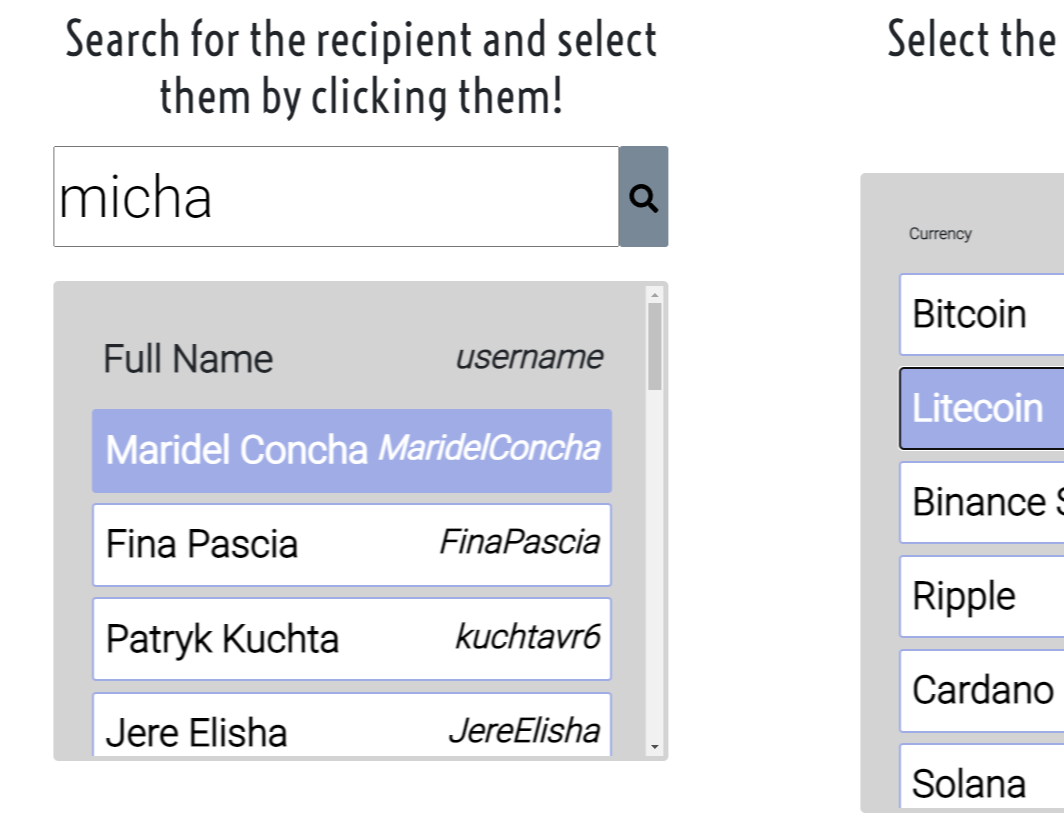 Search for the recipient and select
them by clicking them!
micha
Full Name username
Maridel Concha MaridelConcha
Fina Pascia FinaPascia
Patryk Kuchta kuchtavr6
Jere Elisha JereElisha
Select the
Currency
Bitcoin
Litecoin
Binance
Ripple
Cardano
Solana